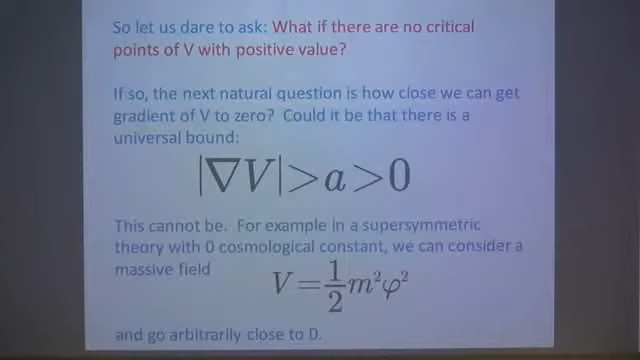 So let us dare to ask: What if there are no critical
points of V with positive value?
If so, the next natural question is how close we can get
gradient of V to zero? Could it be that there is a
universal bound:
|∇V|>a>0
This cannot be. For example in a supersymmetric
theory with 0 cosmological constant, we can consider a
massive field
V=½m²φ²
and go arbitrarily close to 0.